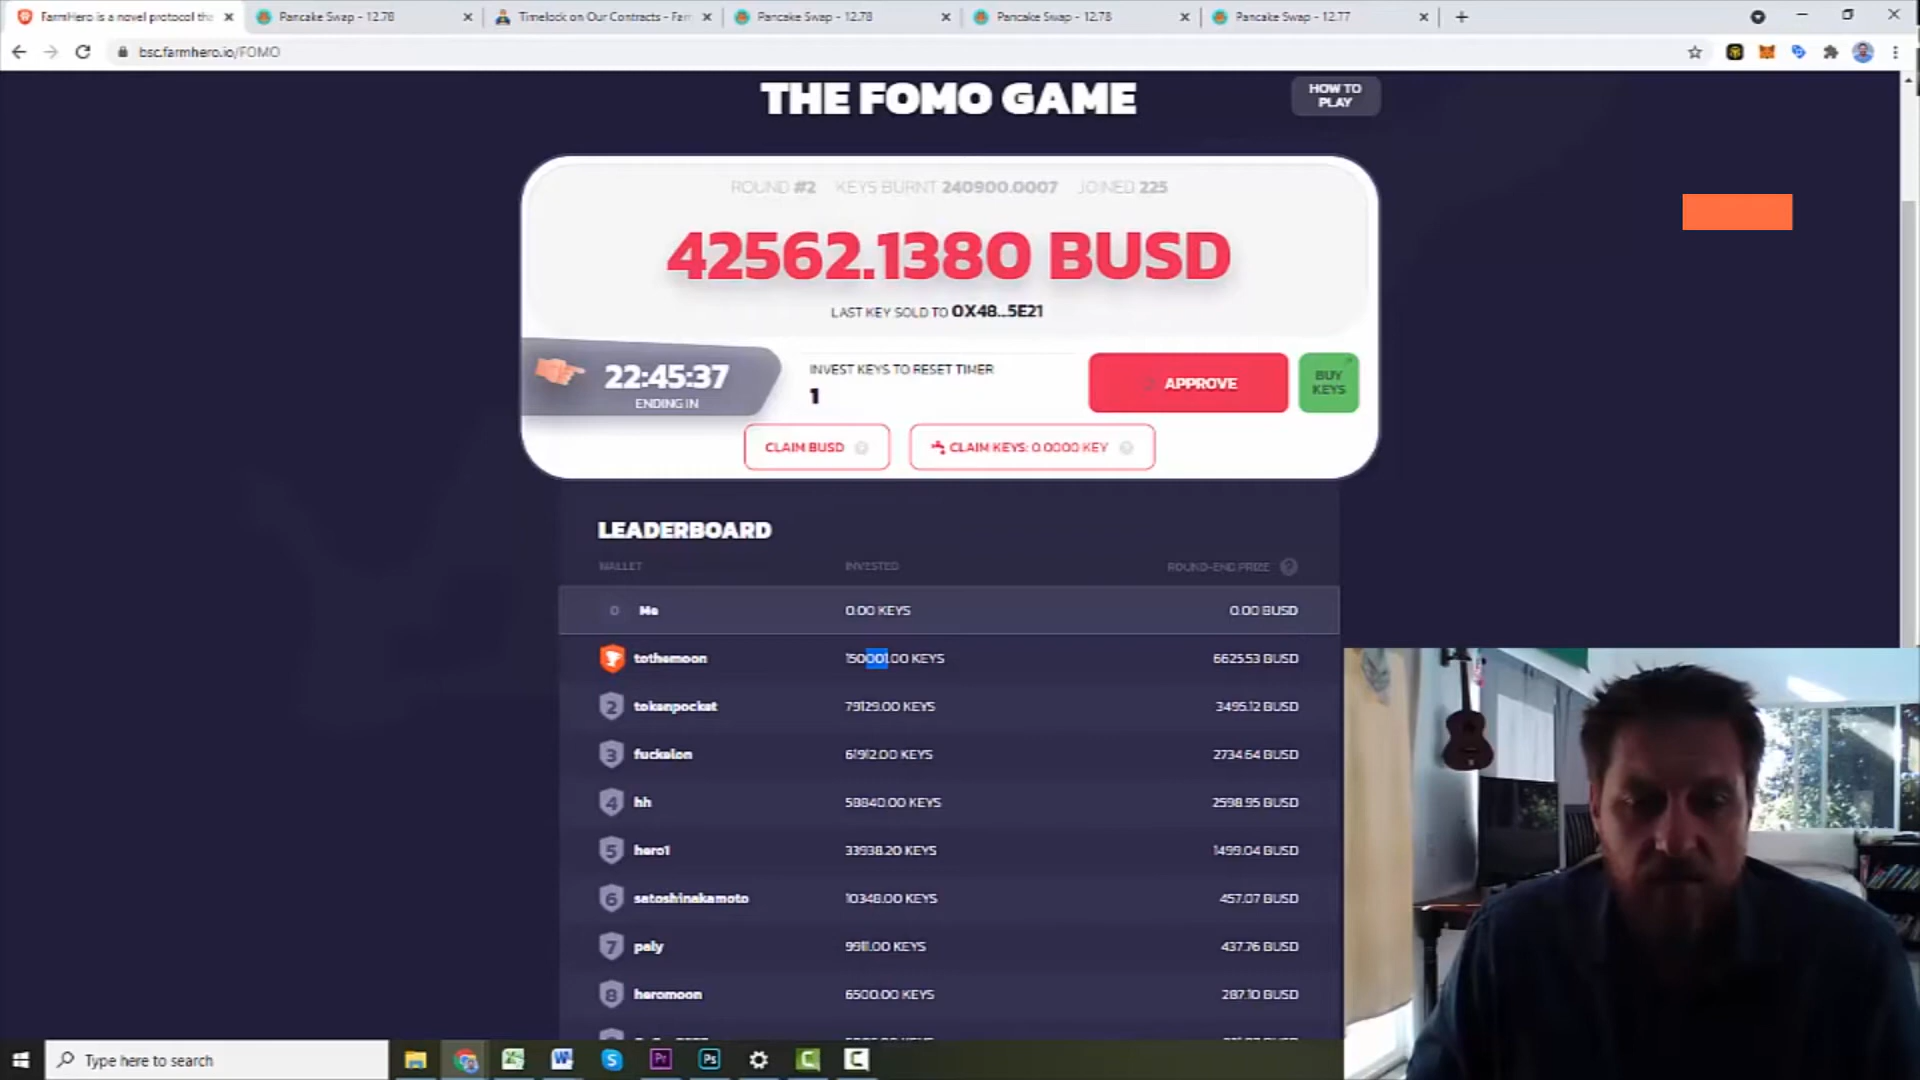 FarmHero is a novel protocol tha
Pancake Swap - 12.78
Timelock on Our Contracts - Far
Pancake Swap - 12.78
Pancake Swap - 12.78
Pancake Swap - 12.77
bsc.farmhero.io/FOMO
THE FOMO GAME
HOW TO
PLAY
ROUND #2 KEYS BURNT 240900.0007 JOINED 225
42562.1380 BUSD
LAST KEY SOLD TO 0X48...5E21
22:45:37
ENDING IN
INVEST KEYS TO RESET TIMER
1
APPROVE
BUY
KEYS
CLAIM BUSD
CLAIM KEYS: 0.0000 KEY
LEADERBOARD
WALLET INVESTED ROUND-END PRIZE
0 Me 0.00 KEYS 0.00 BUSD
tothemoon 150001.00 KEYS 6625.53 BUSD
2 tokenpocket 79129.00 KEYS 3495.12 BUSD
3 fuckelon 61912.00 KEYS 2734.64 BUSD
4 hh 58840.00 KEYS 2598.95 BUSD
5 hero1 33938.20 KEYS 1499.04 BUSD
6 satoshinakamoto 10348.00 KEYS 457.07 BUSD
7 paly 9911.00 KEYS 437.76 BUSD
8 heromoon 6500.00 KEYS 287.10 BUSD
Type here to search